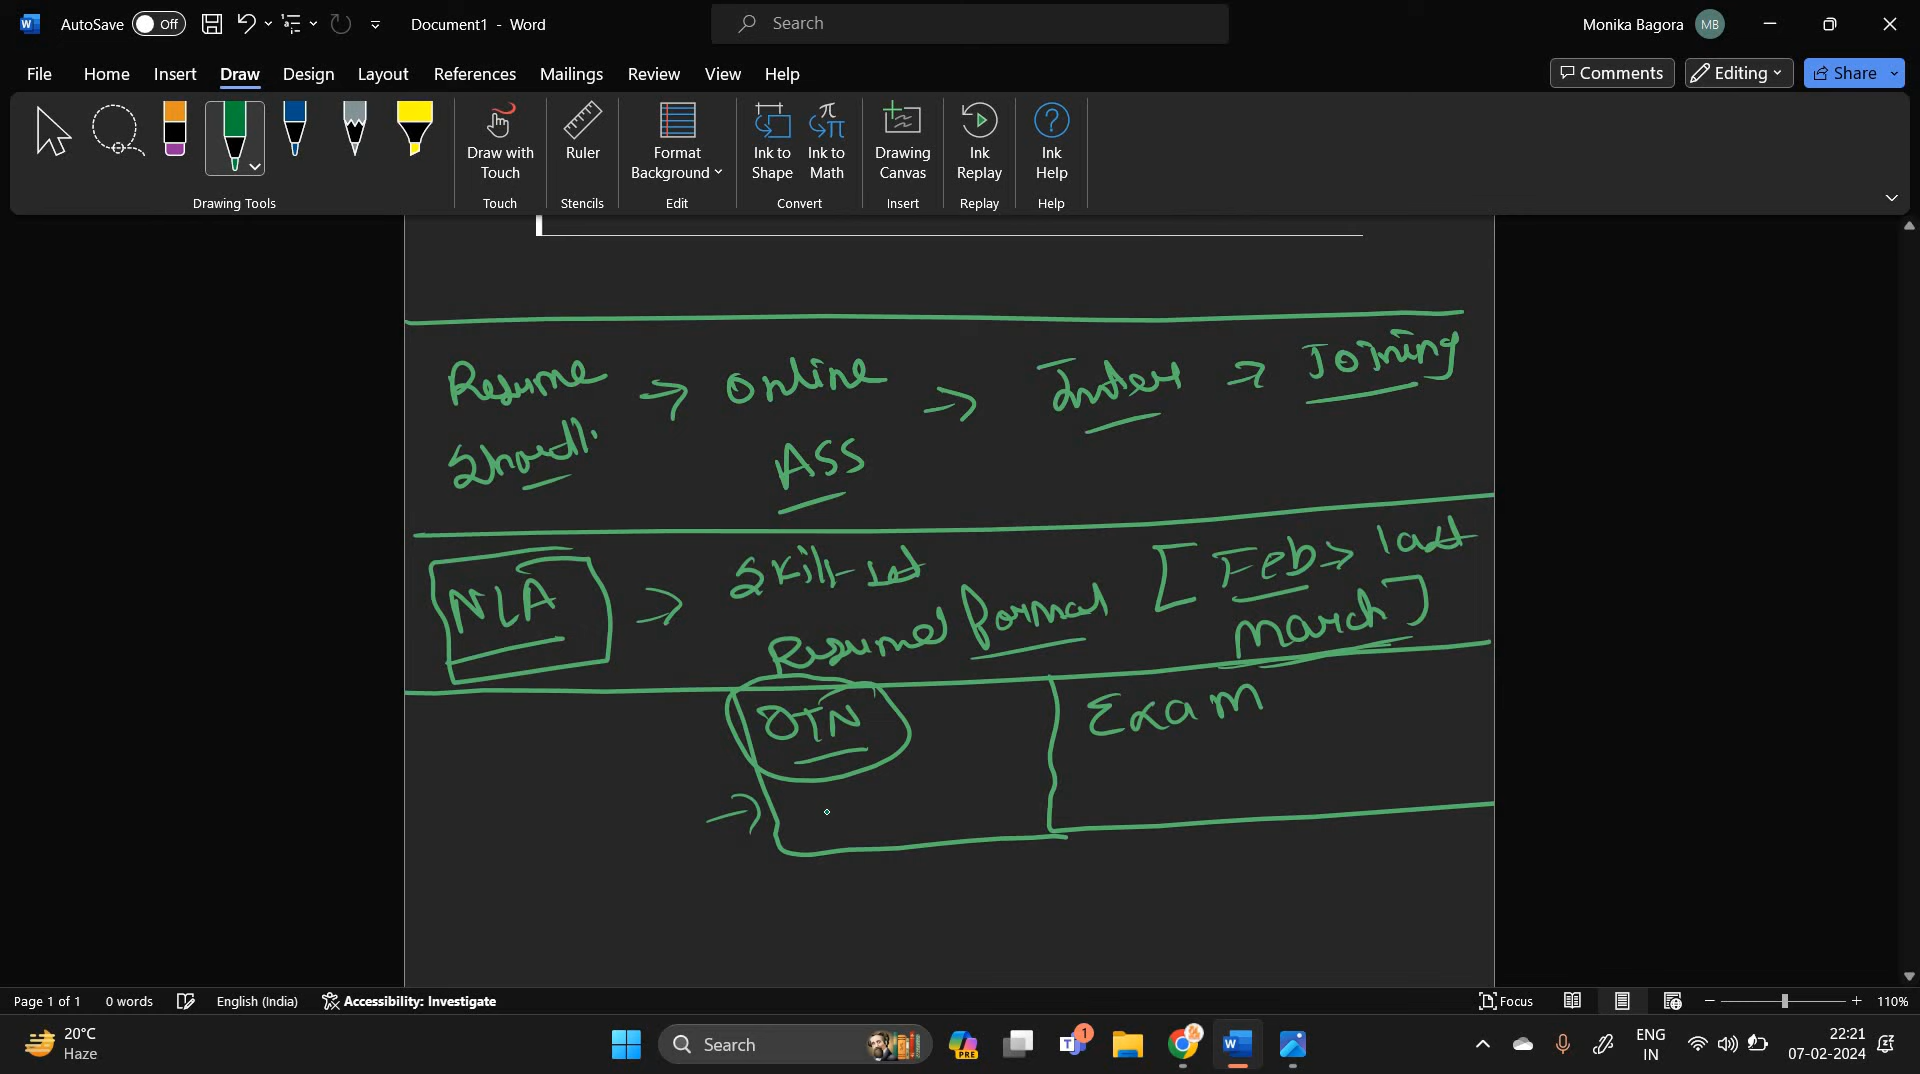 AutoSave Off Document1 - Word Search Monika Bagora MB
File Home Insert Draw Design Layout References Mailings Review View Help Comments Editing Share
Draw with Touch Ruler Format Background Ink to Shape Ink to Math Drawing Canvas Ink Replay Ink Help
Drawing Tools Touch Stencils Edit Convert Insert Replay Help
Resume → Online → Inter → Joining
ASS
NLA → Skill-set [Feb → last
Resume format March]
OTN Exam
→
Page 1 of 1 0 words English (India) Accessibility: Investigate Focus 110%
20°C
Haze
Search
PRE
1
ENG
IN
22:21
07-02-2024